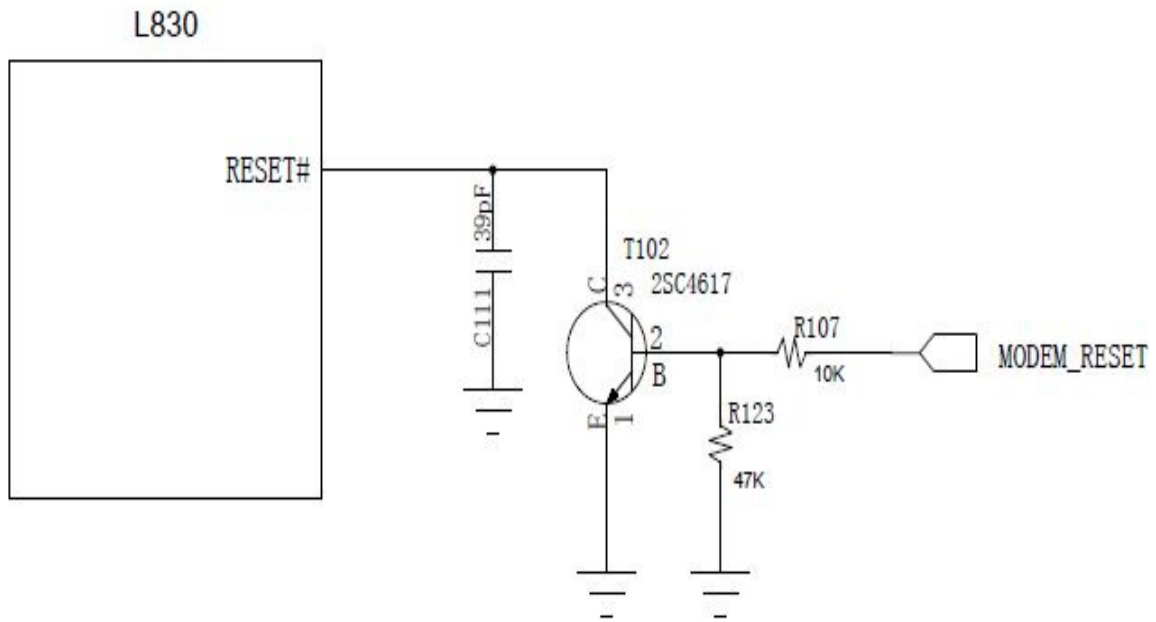 L830
RESET#
39pF
C111
T102
2SC4617
C
3
2
B
E
1
R107
10K
MODEM_RESET
R123
47K